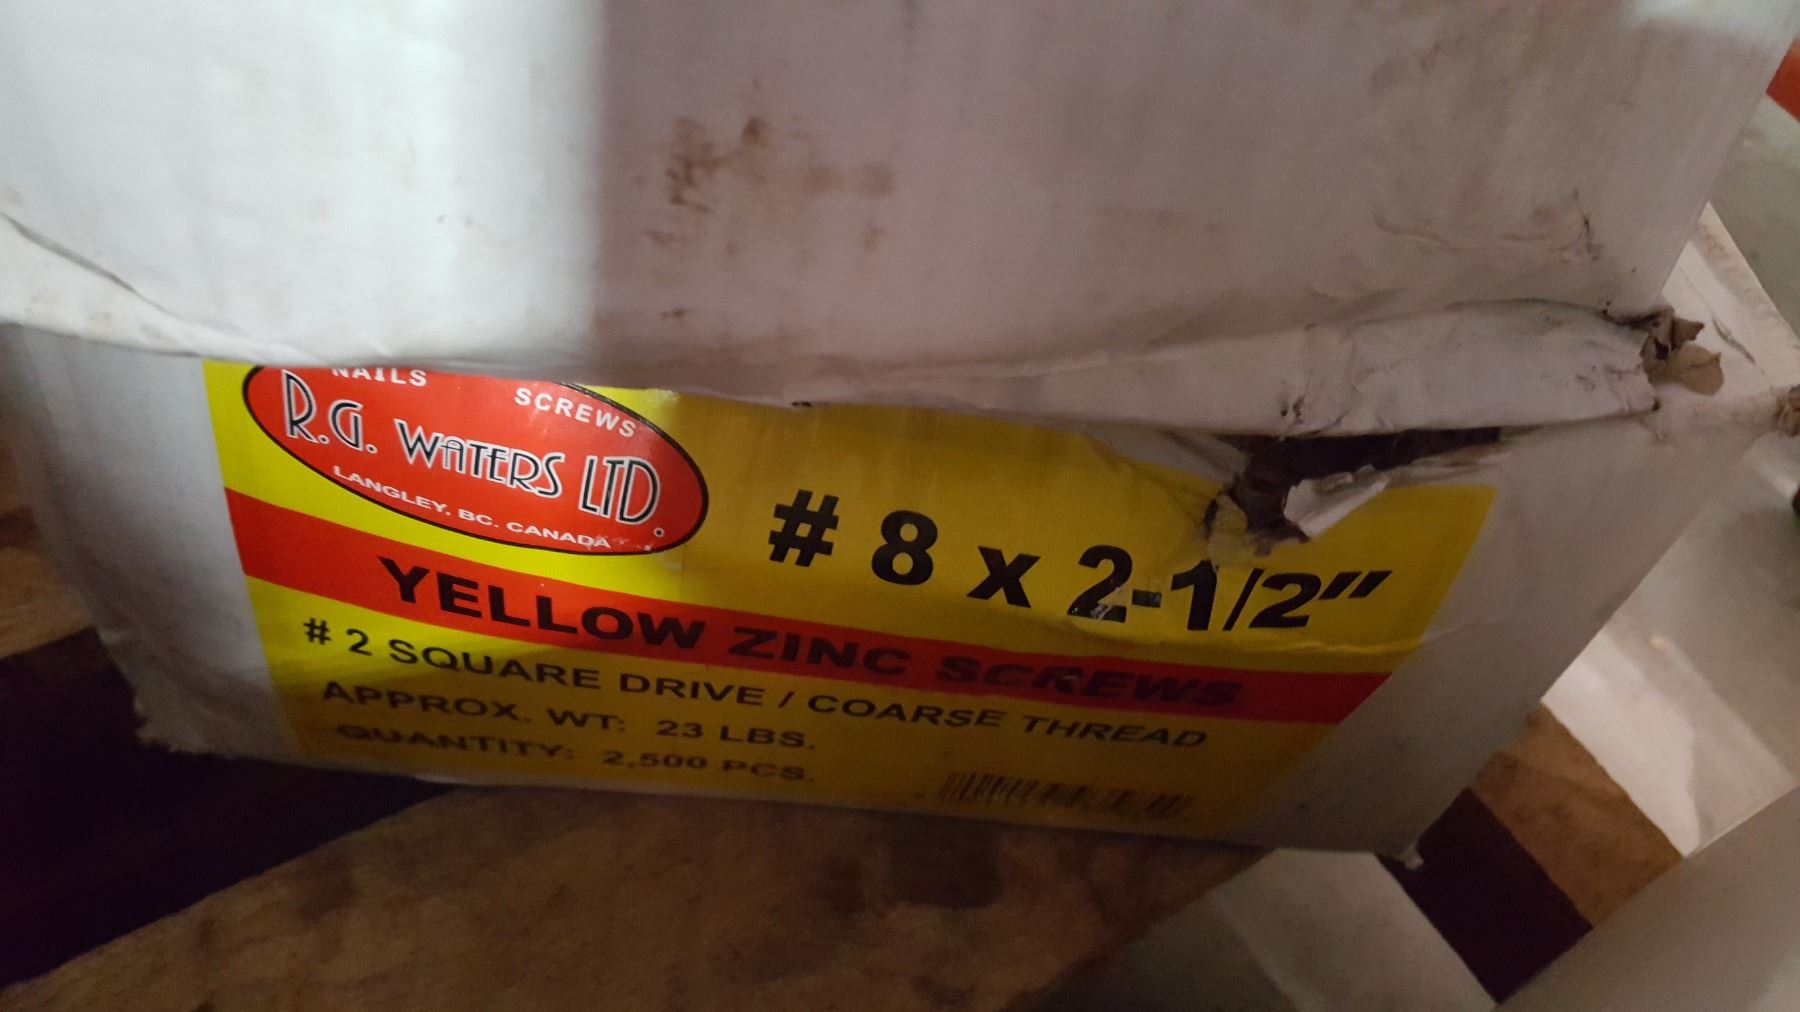 NAILS SCREWS
R.G. WATERS LTD.
LANGLEY, BC. CANADA
# 8 x 2-1/2"
YELLOW ZINC SCREWS
# 2 SQUARE DRIVE / COARSE THREAD
APPROX. WT: 23 LBS.
QUANTITY: 2,500 PCS.